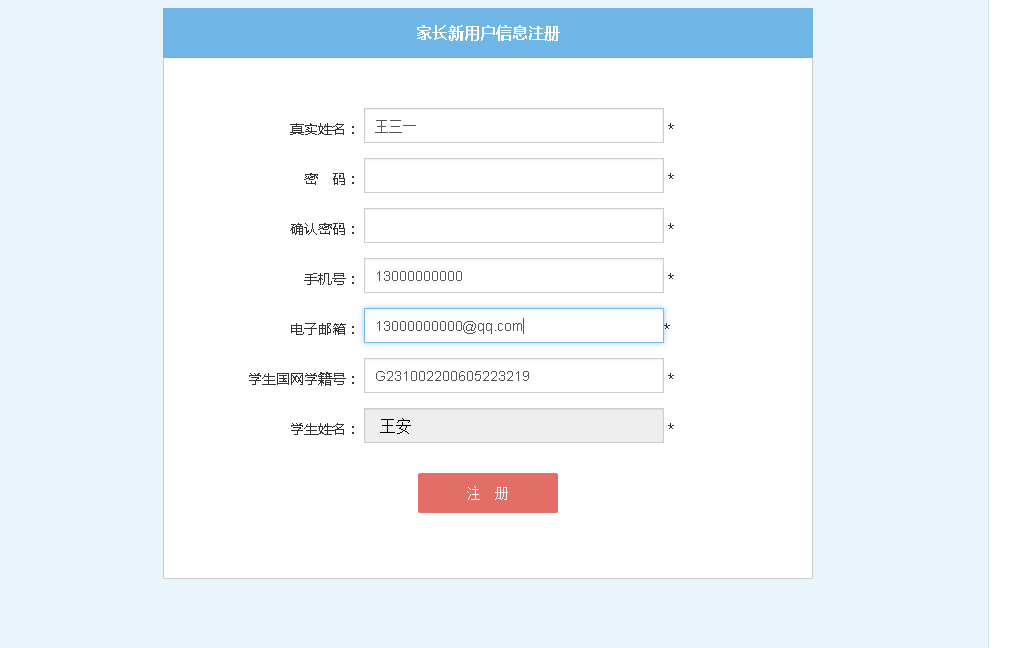 家长新用户信息注册
真实姓名： 王三一 *
密　码： *
确认密码： *
手机号： 13000000000 *
电子邮箱： 13000000000@qq.com *
学生国网学籍号： G231002200605223219 *
学生姓名： 王安 *
注　册